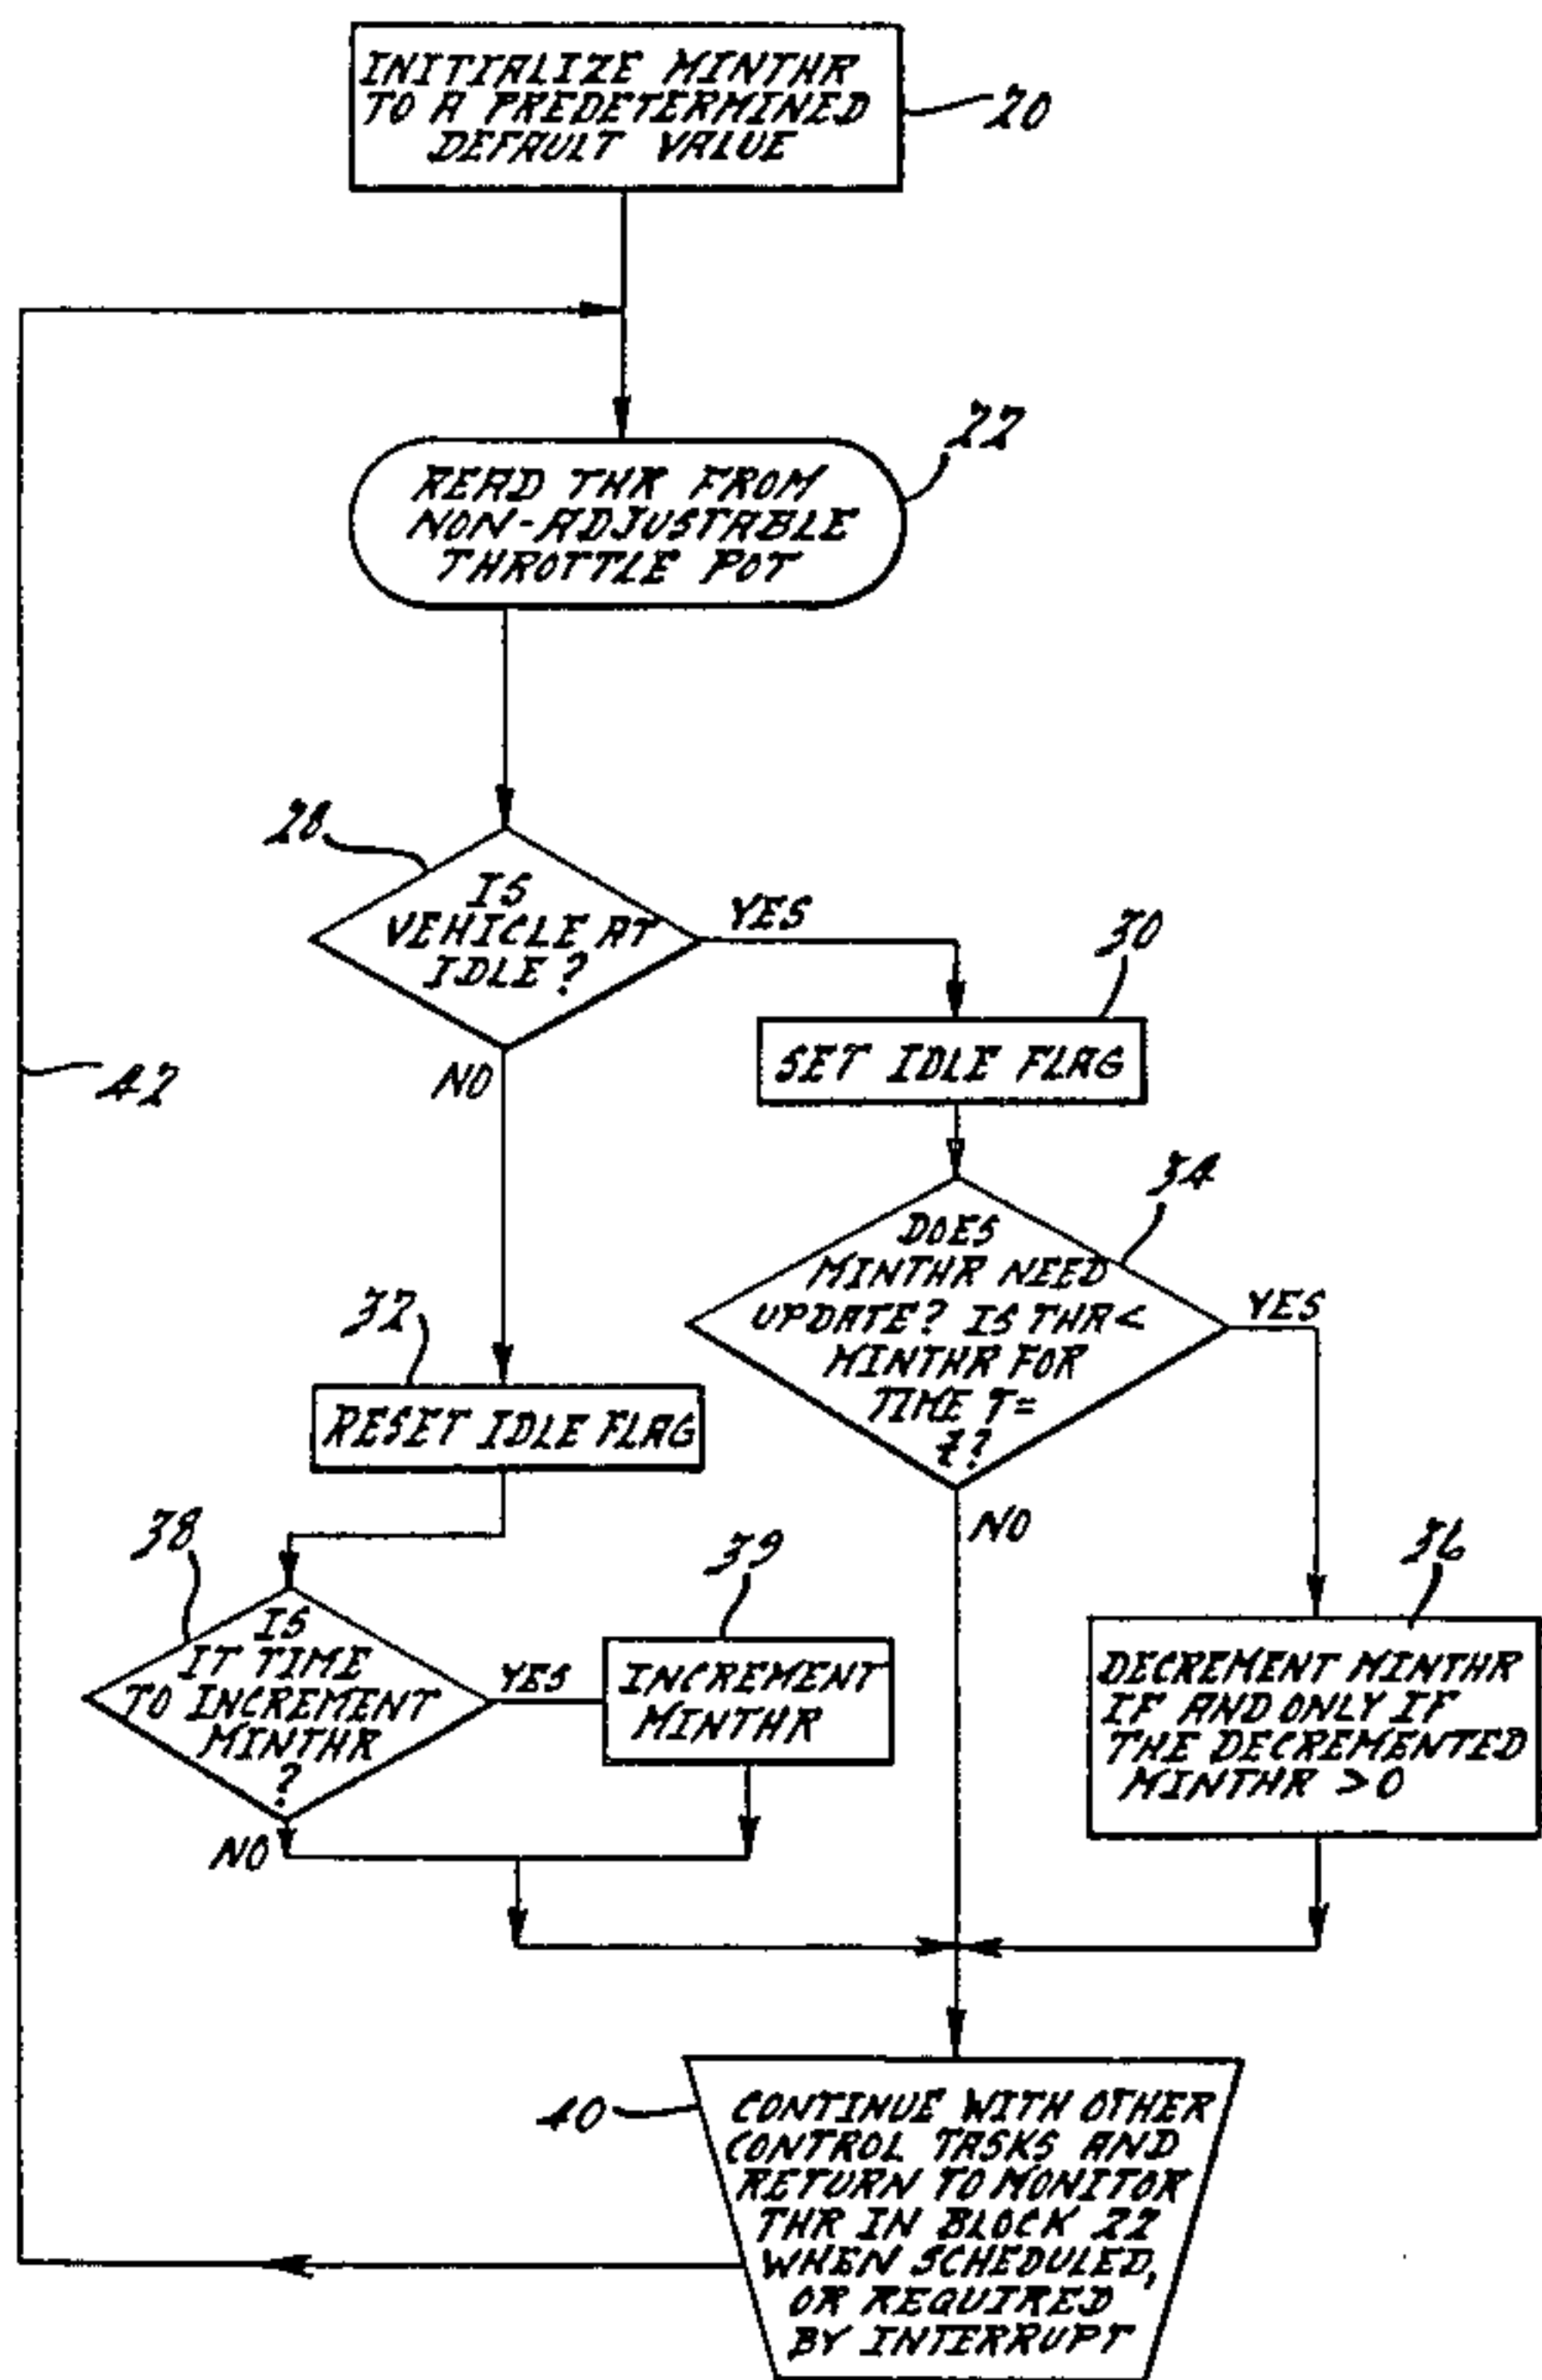 INITIALIZE MINTHR
TO A PREDETERMINED
DEFAULT VALUE
20
READ THR FROM
NON-ADJUSTABLE
THROTTLE POT
22
28
IS
VEHICLE AT
IDLE?
YES
NO
30
SET IDLE FLAG
42
34
DOES
MINTHR NEED
UPDATE? IS THR<
MINTHR FOR
TIME T=
t?
YES
NO
32
RESET IDLE FLAG
38
IS
IT TIME
TO INCREMENT
MINTHR
?
YES
NO
39
INCREMENT
MINTHR
36
DECREMENT MINTHR
IF AND ONLY IF
THE DECREMENTED
MINTHR >0
40
CONTINUE WITH OTHER
CONTROL TASKS AND
RETURN TO MONITOR
THR IN BLOCK 22
WHEN SCHEDULED,
OR REQUIRED
BY INTERRUPT